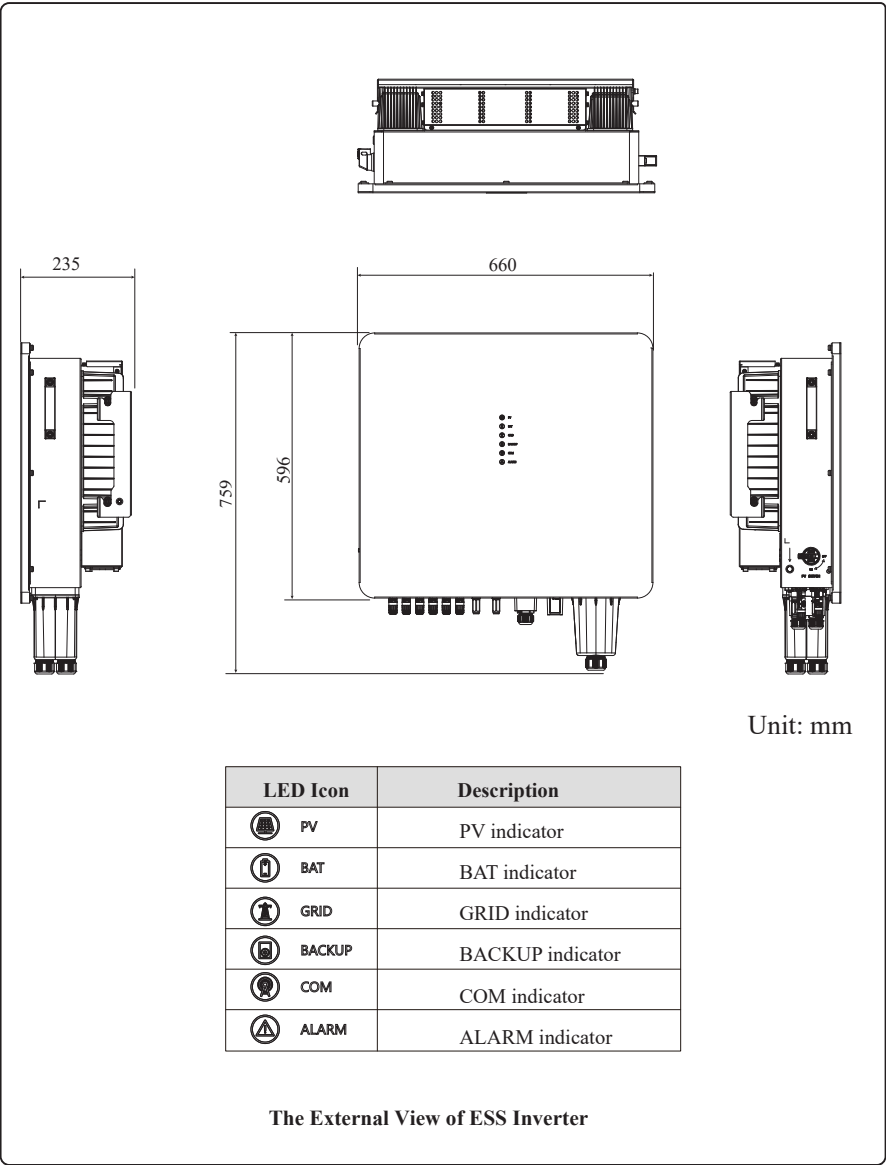 235
660
759
596
Unit: mm
LED Icon Description
PV PV indicator
BAT BAT indicator
GRID GRID indicator
BACKUP BACKUP indicator
COM COM indicator
ALARM ALARM indicator
The External View of ESS Inverter